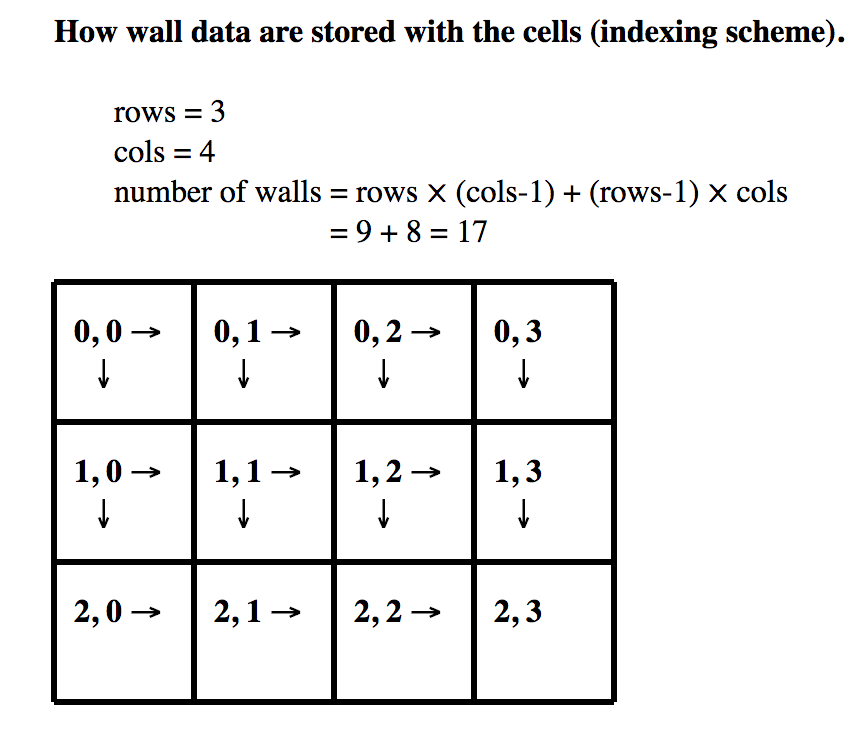 How wall data are stored with the cells (indexing scheme).
rows = 3
cols = 4
number of walls = rows × (cols-1) + (rows-1) × cols
= 9 + 8 = 17
0, 0 → 0, 1 → 0, 2 → 0, 3
↓ ↓ ↓ ↓
1, 0 → 1, 1 → 1, 2 → 1, 3
↓ ↓ ↓ ↓
2, 0 → 2, 1 → 2, 2 → 2, 3